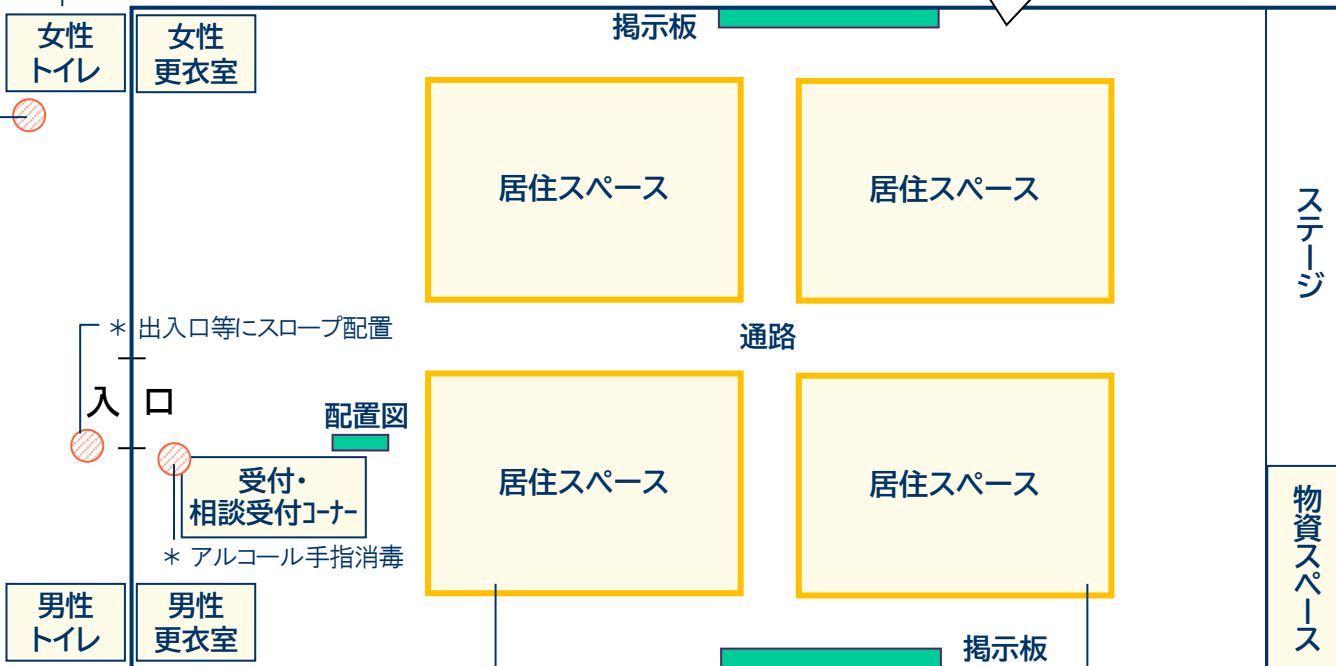 掲示板
女性
トイレ
女性
更衣室
居住スペース
居住スペース
ステージ
＊ 出入口等にスロープ配置
通路
入 口
配置図
受付・
相談受付コーナー
居住スペース
居住スペース
物資スペース
＊ アルコール手指消毒
男性
トイレ
男性
更衣室
掲示板